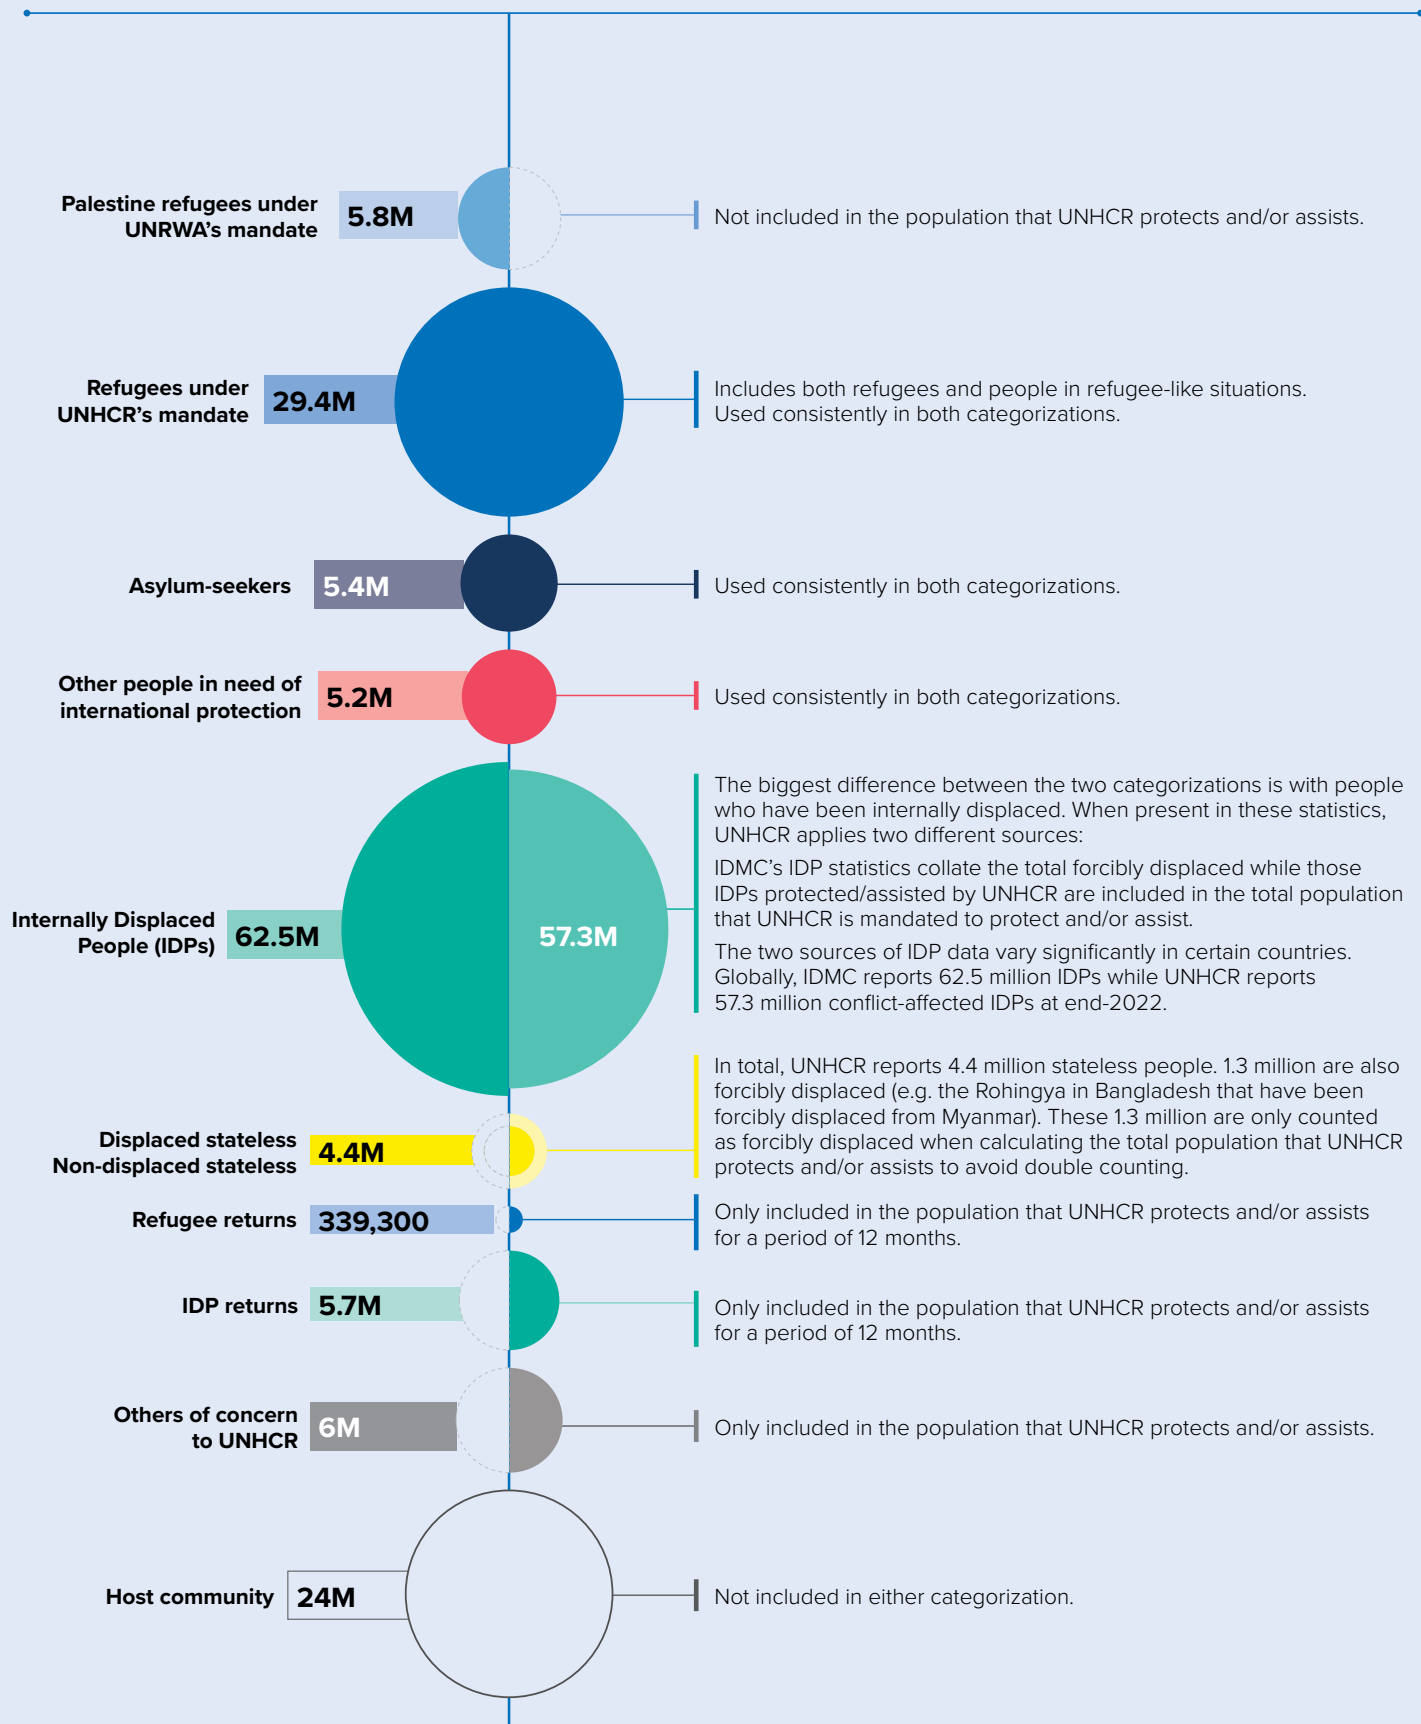 Palestine refugees under
UNRWA's mandate
5.8M
Not included in the population that UNHCR protects and/or assists.
Refugees under
UNHCR's mandate
29.4M
Includes both refugees and people in refugee-like situations.
Used consistently in both categorizations.
Asylum-seekers
5.4M
Used consistently in both categorizations.
Other people in need of
international protection
5.2M
Used consistently in both categorizations.
Internally Displaced
People (IDPs)
62.5M
57.3M
The biggest difference between the two categorizations is with people
who have been internally displaced. When present in these statistics,
UNHCR applies two different sources:
IDMC's IDP statistics collate the total forcibly displaced while those
IDPs protected/assisted by UNHCR are included in the total population
that UNHCR is mandated to protect and/or assist.
The two sources of IDP data vary significantly in certain countries.
Globally, IDMC reports 62.5 million IDPs while UNHCR reports
57.3 million conflict-affected IDPs at end-2022.
Displaced stateless
Non-displaced stateless
4.4M
In total, UNHCR reports 4.4 million stateless people. 1.3 million are also
forcibly displaced (e.g. the Rohingya in Bangladesh that have been
forcibly displaced from Myanmar). These 1.3 million are only counted
as forcibly displaced when calculating the total population that UNHCR
protects and/or assists to avoid double counting.
Refugee returns
339,300
Only included in the population that UNHCR protects and/or assists
for a period of 12 months.
IDP returns
5.7M
Only included in the population that UNHCR protects and/or assists
for a period of 12 months.
Others of concern
to UNHCR
6M
Only included in the population that UNHCR protects and/or assists.
Host community
24M
Not included in either categorization.